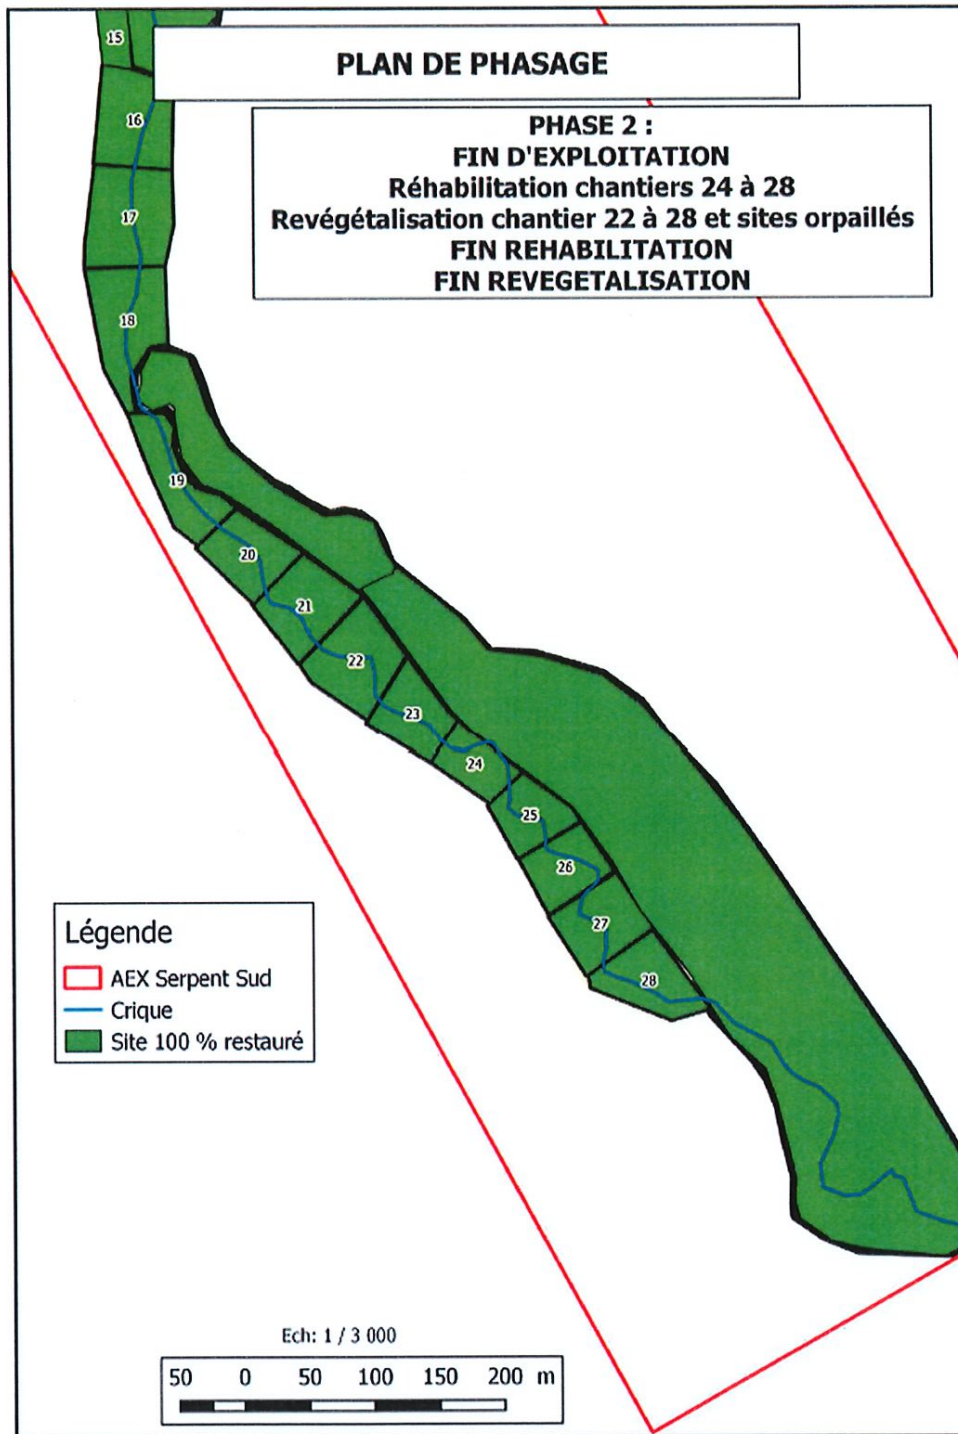 PLAN DE PHASAGE
PHASE 2 :
FIN D'EXPLOITATION
Réhabilitation chantiers 24 à 28
Revégétalisation chantier 22 à 28 et sites orpaillés
FIN REHABILITATION
FIN REVEGETALISATION
15
16
17
18
19
20
21
22
23
24
25
26
27
28
Légende
AEX Serpent Sud
Crique
Site 100 % restauré
Ech: 1 / 3 000
50 0 50 100 150 200 m